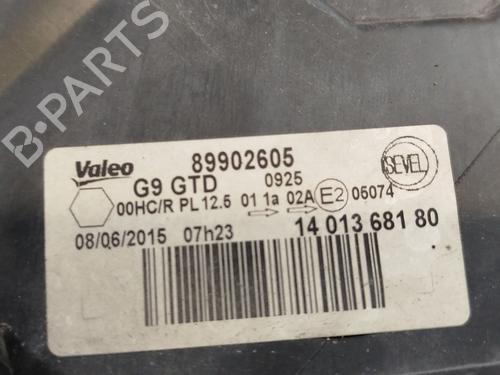 B-PARTS
Valeo 89902605
G9 GTD 0925
SEVEL
00HC/R PL 12.5 01 1a 02A E2 05074
08/06/2015 07h23 14 013 681 80